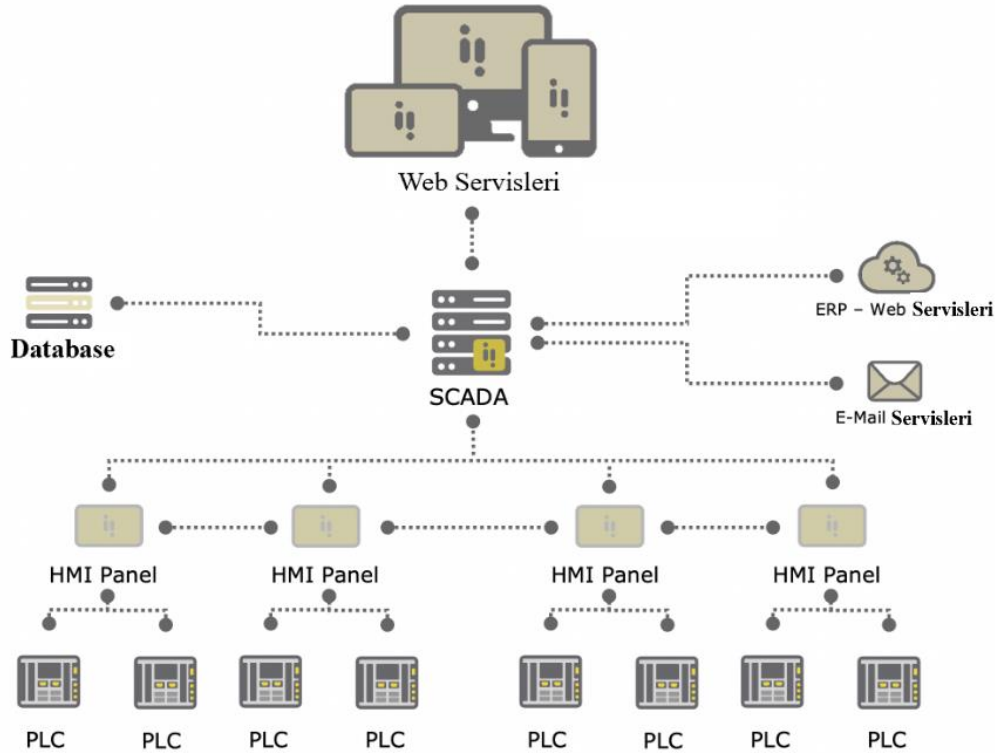 Web Servisleri
Database
ERP – Web Servisleri
SCADA
E-Mail Servisleri
HMI Panel
HMI Panel
HMI Panel
HMI Panel
PLC
PLC
PLC
PLC
PLC
PLC
PLC
PLC